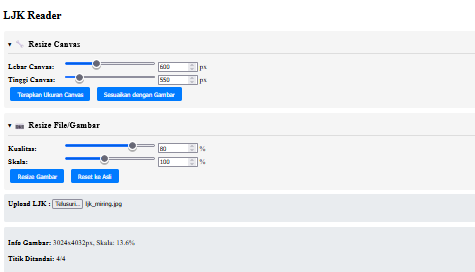 LJK Reader
▾ 🔧 Resize Canvas
Lebar Canvas: 600 px
Tinggi Canvas: 550 px
Terapkan Ukuran Canvas Sesuaikan dengan Gambar
▾ 📷 Resize File/Gambar
Kualitas: 80 %
Skala: 100 %
Resize Gambar Reset ke Asli
Upload LJK : Telusuri... ljk_miring.jpg
Info Gambar: 3024x4032px, Skala: 13.6%
Titik Ditandai: 4/4